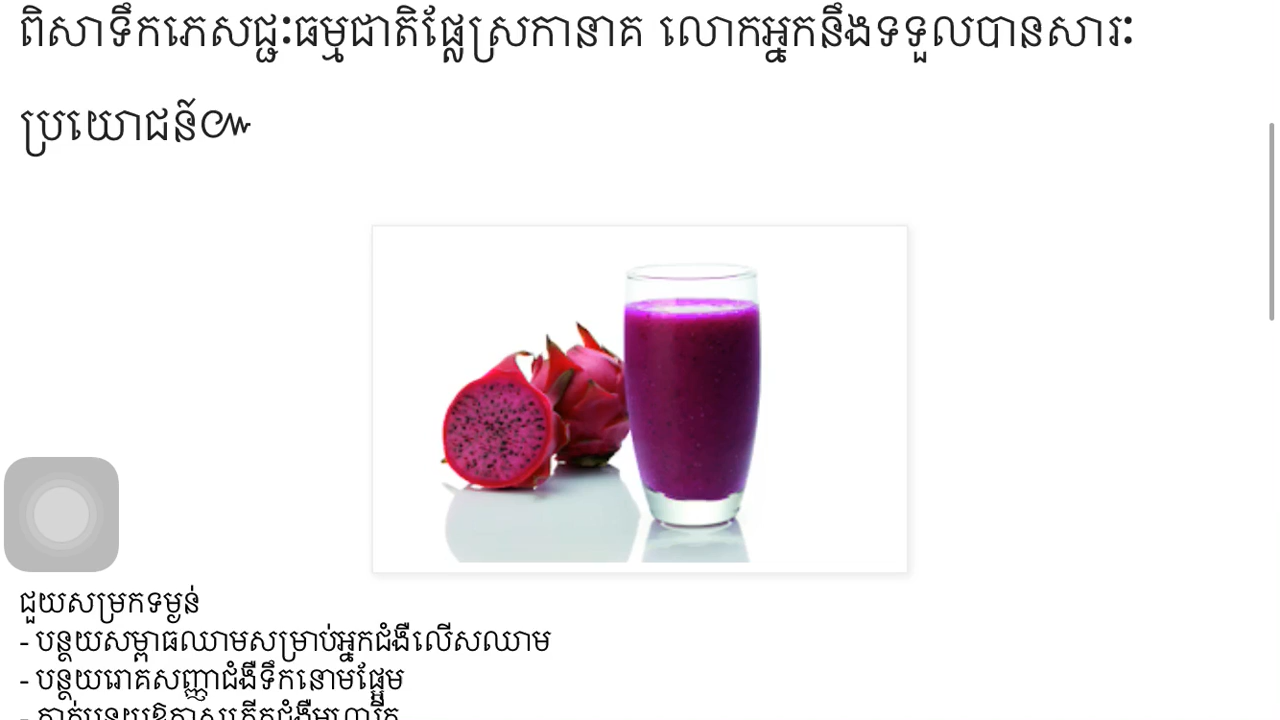 ពិសាទឹកភេសជ្ជៈធម្មជាតិផ្លែស្រកានាគ លោកអ្នកនឹងទទួលបានសារៈ
ប្រយោជន៍៚
ជួយសម្រកទម្ងន់
- បន្ថយសម្ពាធឈាមសម្រាប់អ្នកជំងឺលើសឈាម
- បន្ថយរោគសញ្ញាជំងឺទឹកនោមផ្អែម